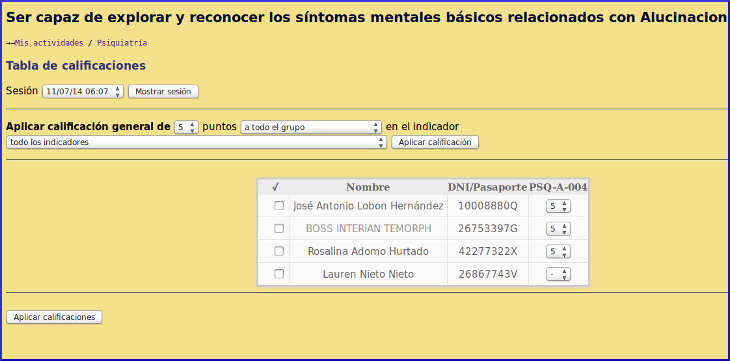 Ser capaz de explorar y reconocer los síntomas mentales básicos relacionados con Alucinacion
→Mis actividades / Psiquiatría
Tabla de calificaciones
Sesión 11/07/14 06:07 Mostrar sesión
Aplicar calificación general de 5 puntos a todo el grupo en el indicador
todo los indicadores Aplicar calificación
✓ Nombre DNI/Pasaporte PSQ-A-004
José Antonio Lobon Hernández 10008880Q 5
BOSS INTERIAN TEMORPH 26753397G 5
Rosalina Adomo Hurtado 42277322X 5
Lauren Nieto Nieto 26867743V -
Aplicar calificaciones